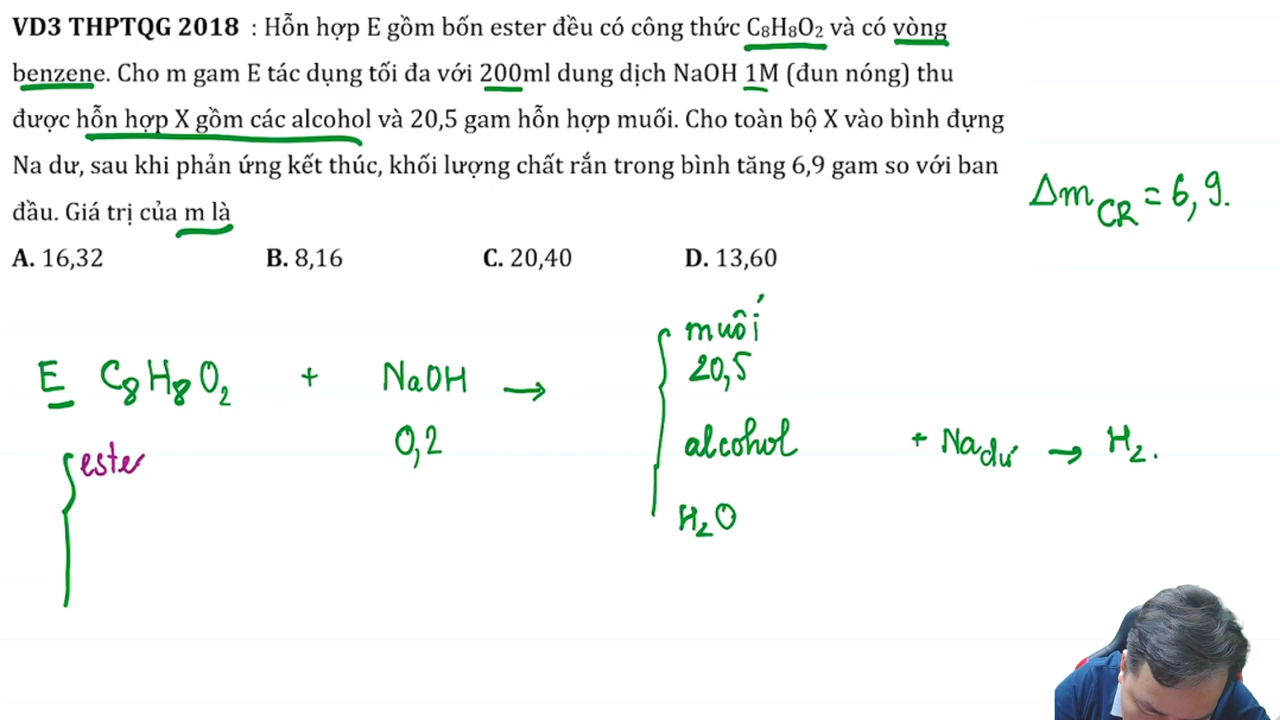 VD3 THPTQG 2018 : Hỗn hợp E gồm bốn ester đều có công thức C₈H₈O₂ và có vòng
benzene. Cho m gam E tác dụng tối đa với 200ml dung dịch NaOH 1M (đun nóng) thu
được hỗn hợp X gồm các alcohol và 20,5 gam hỗn hợp muối. Cho toàn bộ X vào bình đựng
Na dư, sau khi phản ứng kết thúc, khối lượng chất rắn trong bình tăng 6,9 gam so với ban
đầu. Giá trị của m là
Δm CR = 6,9.
A. 16,32 B. 8,16 C. 20,40 D. 13,60
muối
20,5
E C₈H₈O₂ + NaOH →
0,2
alcohol + Na dư → H₂.
ester
H₂O